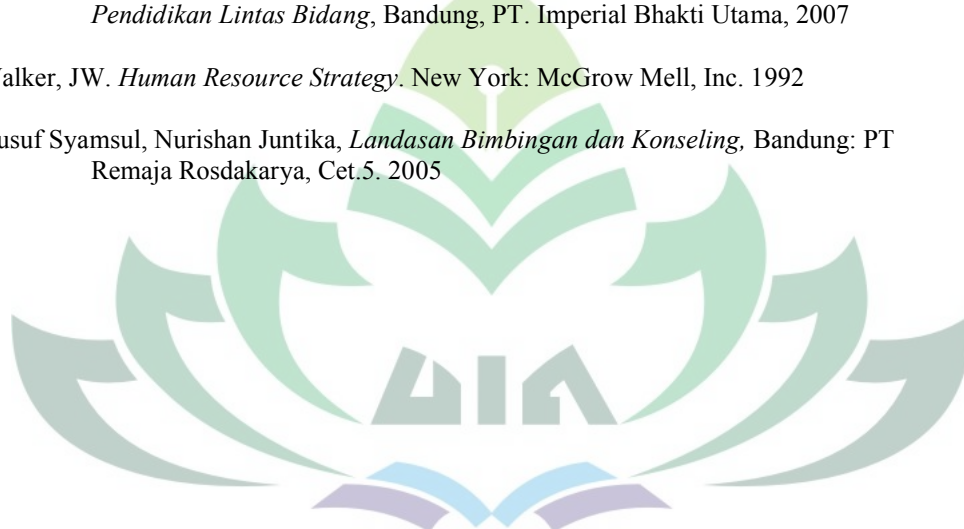 Pendidikan Lintas Bidang, Bandung, PT. Imperial Bhakti Utama, 2007
alker, JW. Human Resource Strategy. New York: McGrow Mell, Inc. 1992
usuf Syamsul, Nurishan Juntika, Landasan Bimbingan dan Konseling, Bandung: PT
Remaja Rosdakarya, Cet.5. 2005
UIN